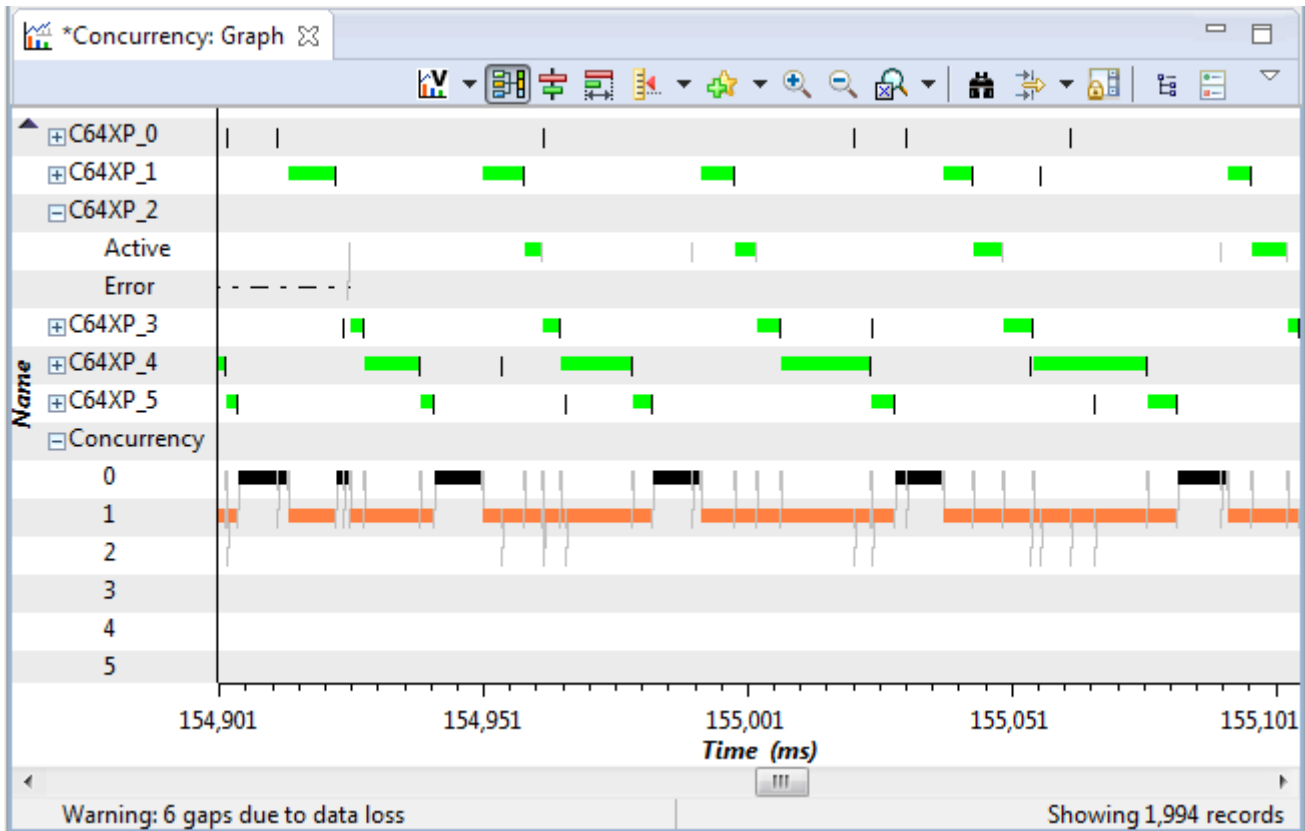 *Concurrency: Graph
C64XP_0
C64XP_1
C64XP_2
Active
Error
C64XP_3
C64XP_4
C64XP_5
Concurrency
0
1
2
3
4
5
Name
154,901 154,951 155,001 155,051 155,101
Time (ms)
Warning: 6 gaps due to data loss Showing 1,994 records